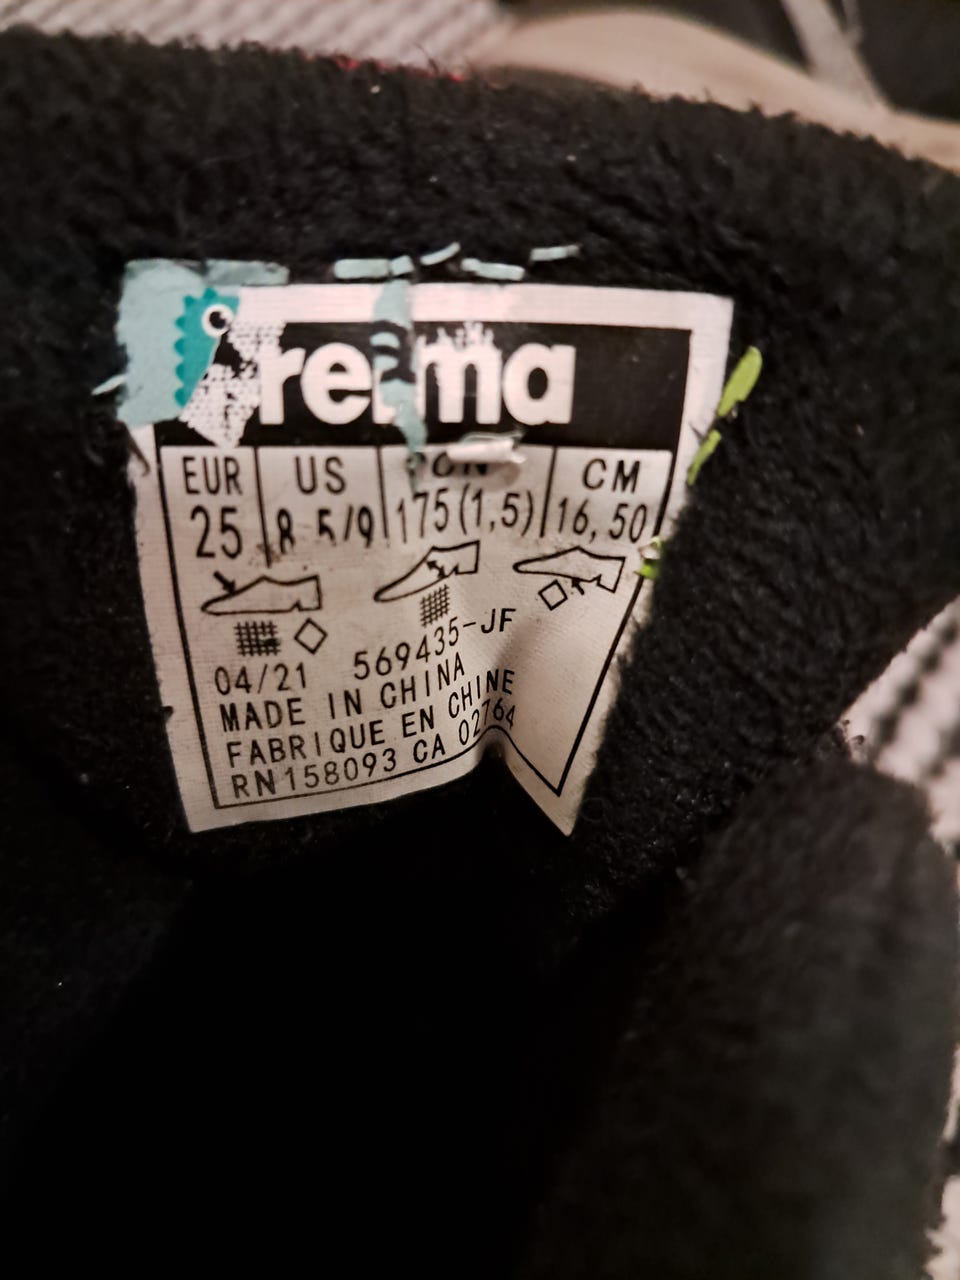 reima
EUR US CN CM
25 8.5/9 175(1,5) 16,50
04/21 569435-JF
MADE IN CHINA
FABRIQUE EN CHINE
RN158093 CA 02764